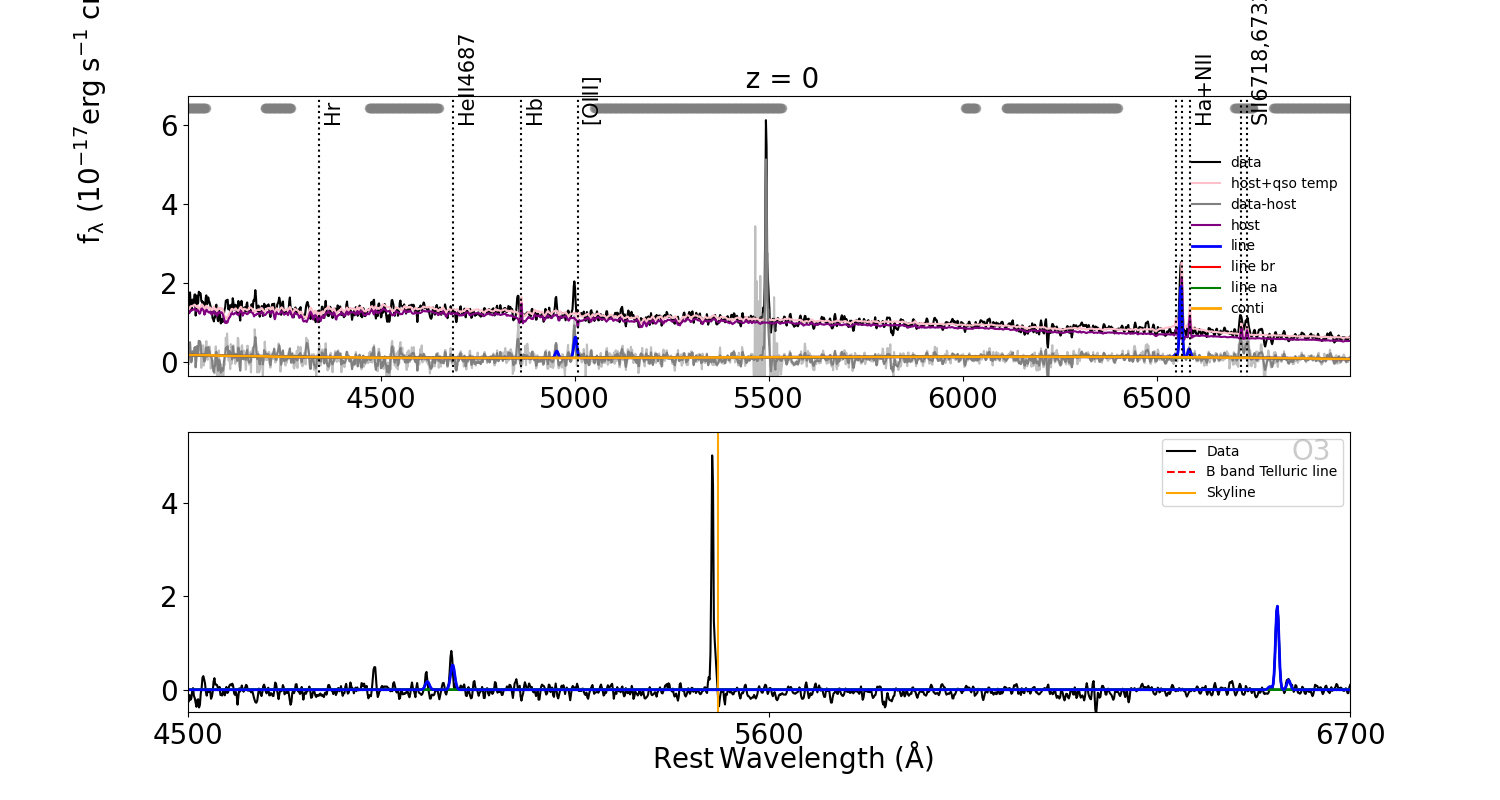 z = 0
f_λ (10^−17 erg s^−1
Hr
HeII4687
Hb
[OIII]
Ha+NII
SII6718,673
6
4
2
0
data
host+qso temp
data-host
host
line
line br
line na
conti
4500 5000 5500 6000 6500
O3
Data
B band Telluric line
Skyline
4
2
0
4500 5600 6700
Rest Wavelength (Å)